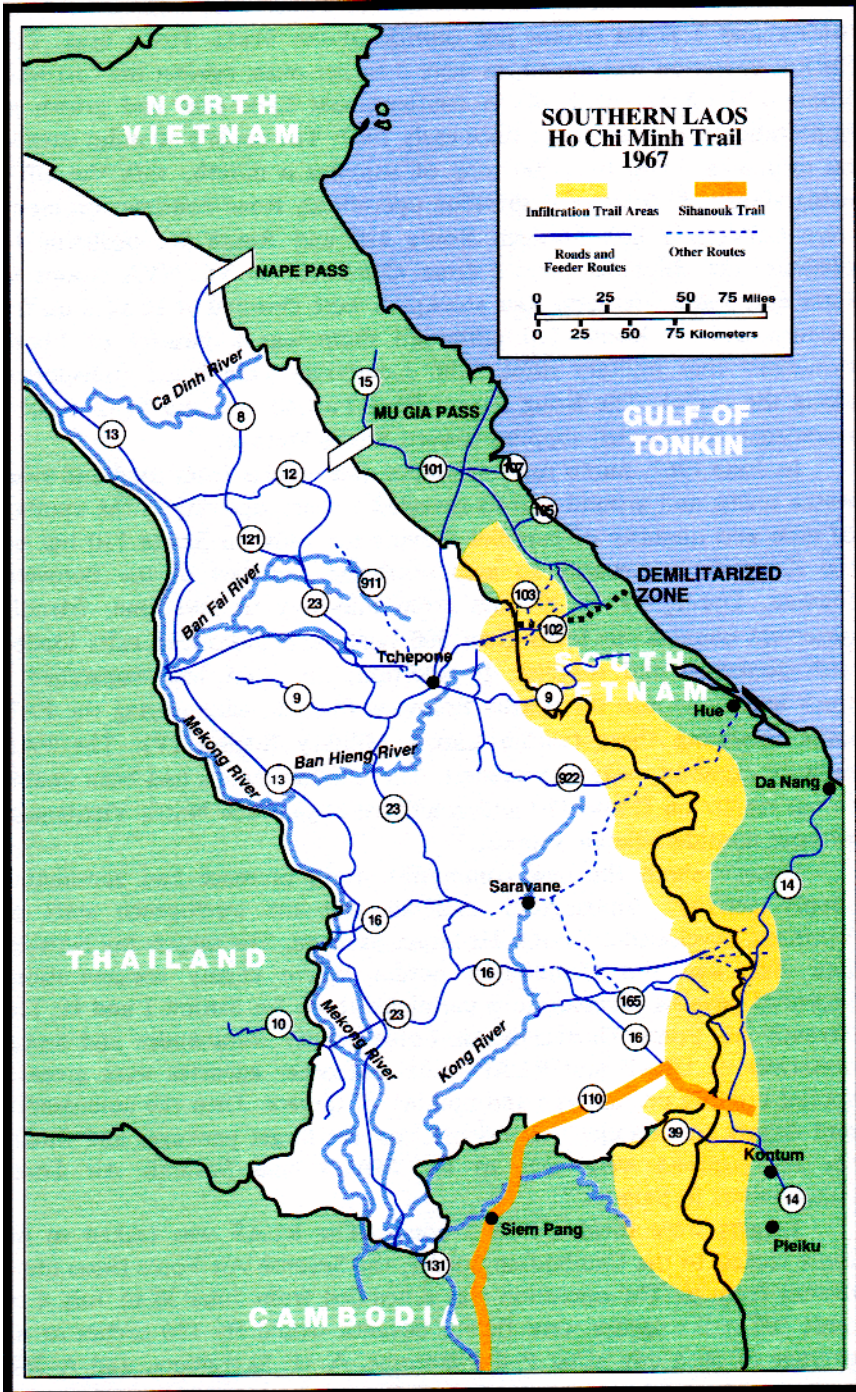 NORTH
VIETNAM
SOUTHERN LAOS
Ho Chi Minh Trail
1967
Infiltration Trail Areas
Sihanouk Trail
Roads and
Feeder Routes
Other Routes
0 25 50 75 Miles
0 25 50 75 Kilometers
NAPE PASS
Ca Dinh River
15
8
13
MU GIA PASS
GULF OF
TONKIN
12
101
107
105
121
911
Ban Fai River
23
103
DEMILITARIZED
ZONE
102
Tchepone
SOUTH
VIETNAM
9
9
Hue
Mekong River
Ban Hieng River
13
922
Da Nang
23
14
Saravane
16
THAILAND
16
165
10
23
Mekong River
Kong River
16
110
39
Kontum
14
Siem Pang
Pleiku
131
CAMBODIA